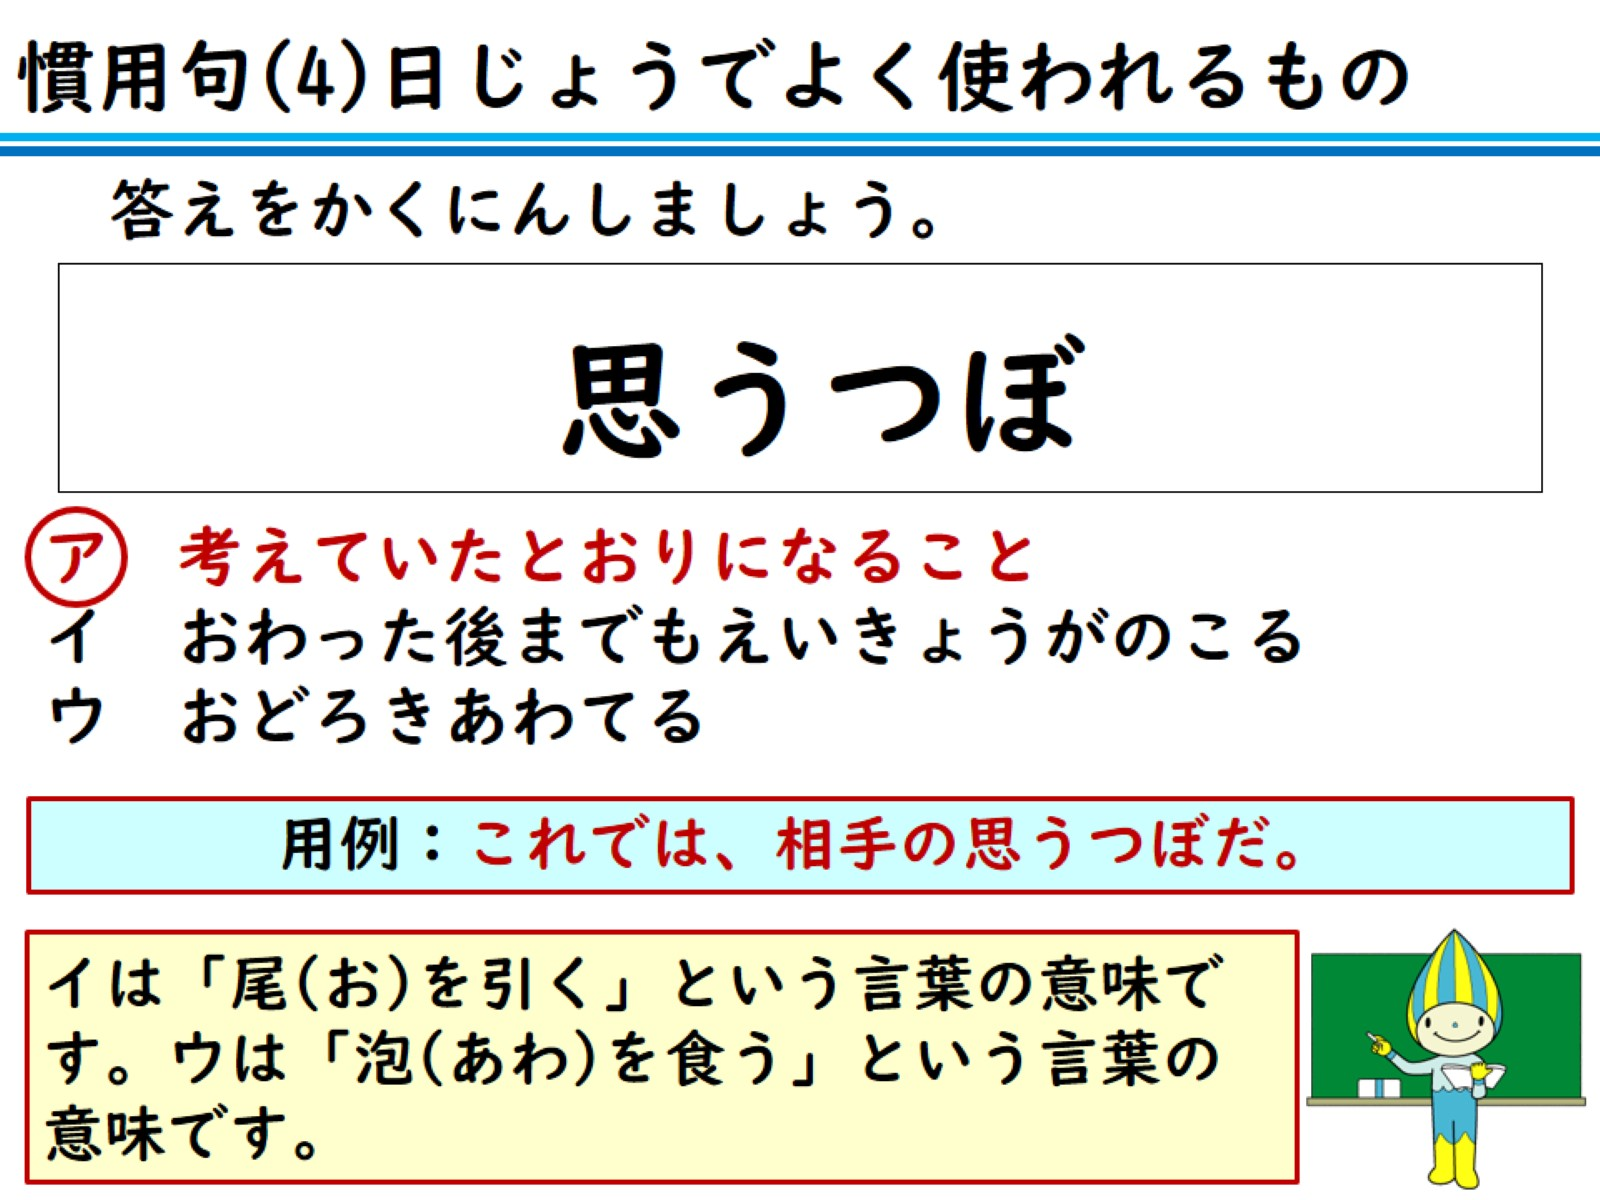 慣用句(4)日じょうでよく使われるもの
答えをかくにんしましょう。
思うつぼ
ア　考えていたとおりになること
イ　おわった後までもえいきょうがのこる
ウ　おどろきあわてる
用例：これでは、相手の思うつぼだ。
イは「尾(お)を引く」という言葉の意味で
す。ウは「泡(あわ)を食う」という言葉の
意味です。